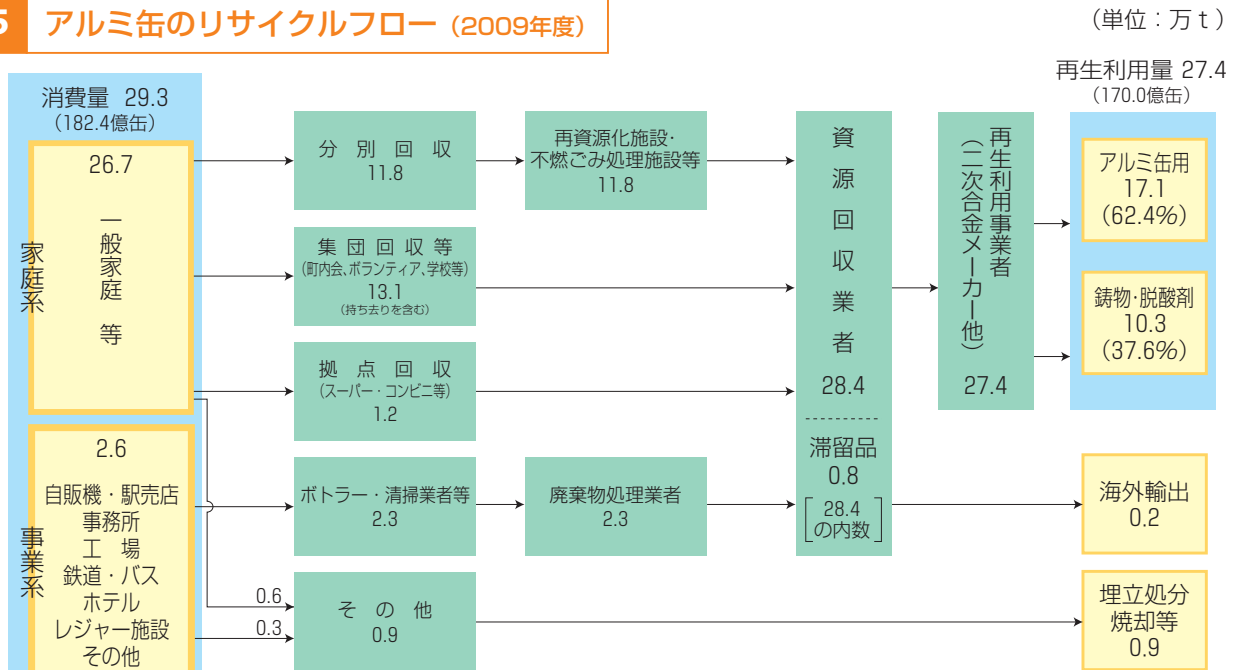 5 アルミ缶のリサイクルフロー（2009年度）
（単位：万ｔ）
消費量 29.3
（182.4億缶）
家庭系
26.7
一般家庭 等
事業系
2.6
自販機・駅売店
事務所
工 場
鉄道・バス
ホテル
レジャー施設
その他
分 別 回 収
11.8
再資源化施設・
不燃ごみ処理施設等
11.8
集 団 回 収 等
（町内会、ボランティア、学校等）
13.1
（持ち去りを含む）
拠 点 回 収
（スーパー・コンビニ等）
1.2
ボトラー・清掃業者等
2.3
廃棄物処理業者
2.3
0.6
0.3
そ の 他
0.9
資源回収業者
28.4
滞留品
0.8
［28.4
の内数］
再生利用事業者
（二次合金メーカー他）
27.4
再生利用量 27.4
（170.0億缶）
アルミ缶用
17.1
(62.4%)
鋳物・脱酸剤
10.3
(37.6%)
海外輸出
0.2
埋立処分
焼却等
0.9